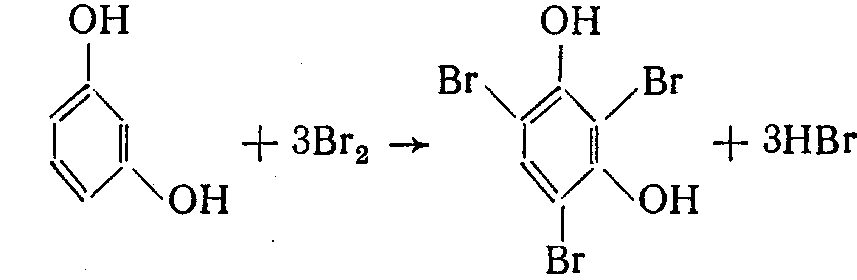 OH OH
Br Br
+ 3Br₂ → + 3HBr
OH OH
Br